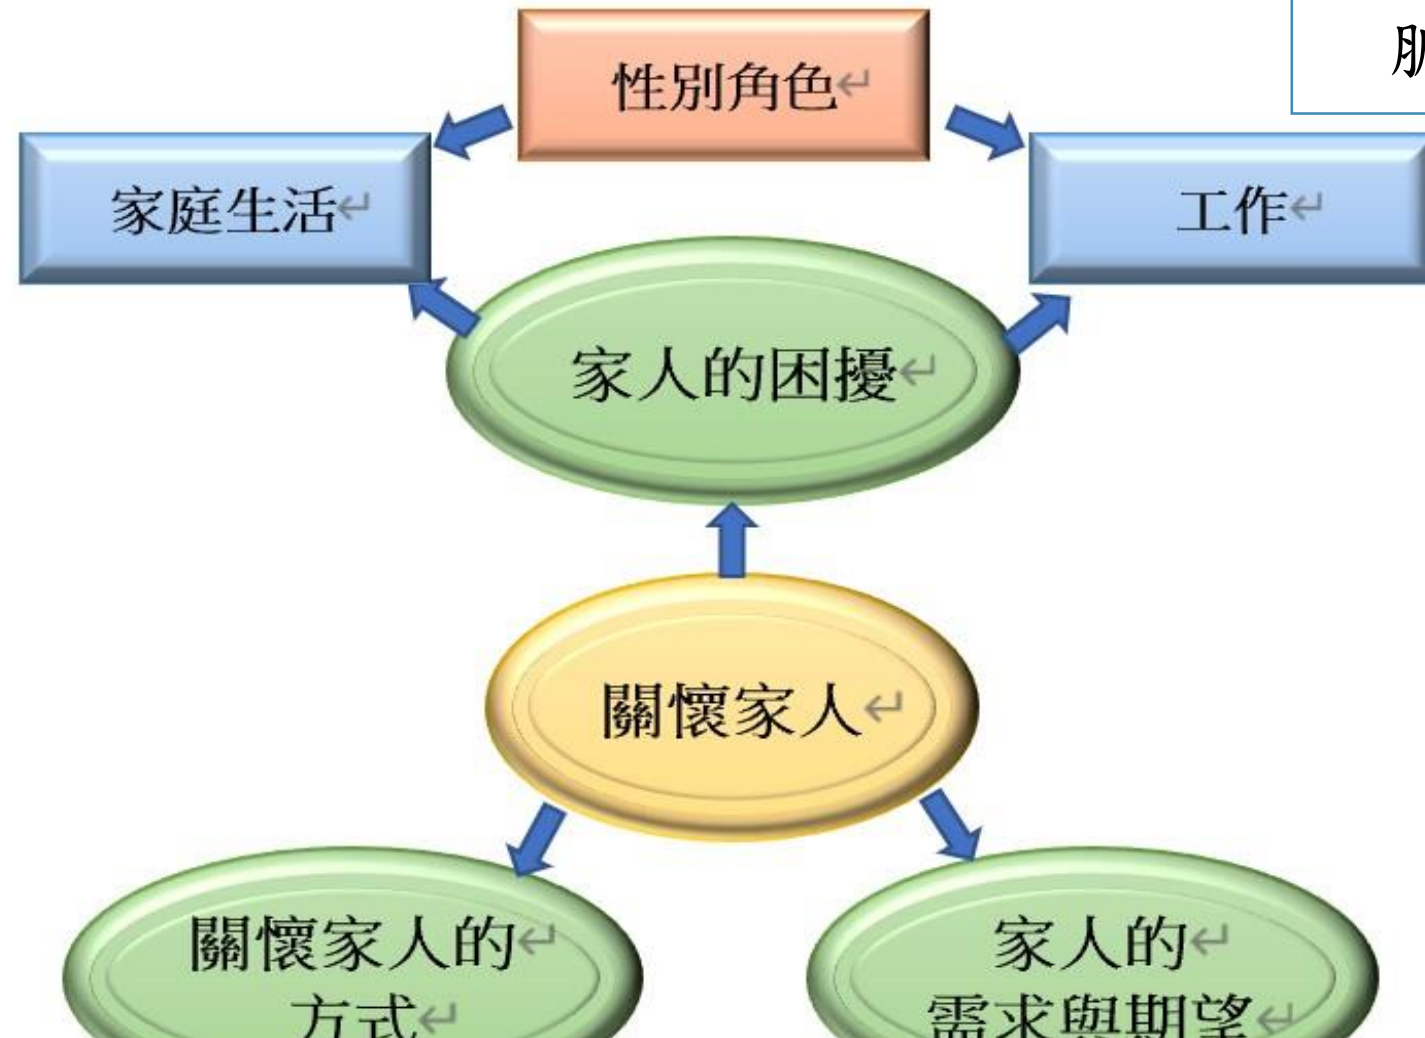 性別角色
家庭生活
工作
家人的困擾
關懷家人
關懷家人的
方式
家人的
需求與期望